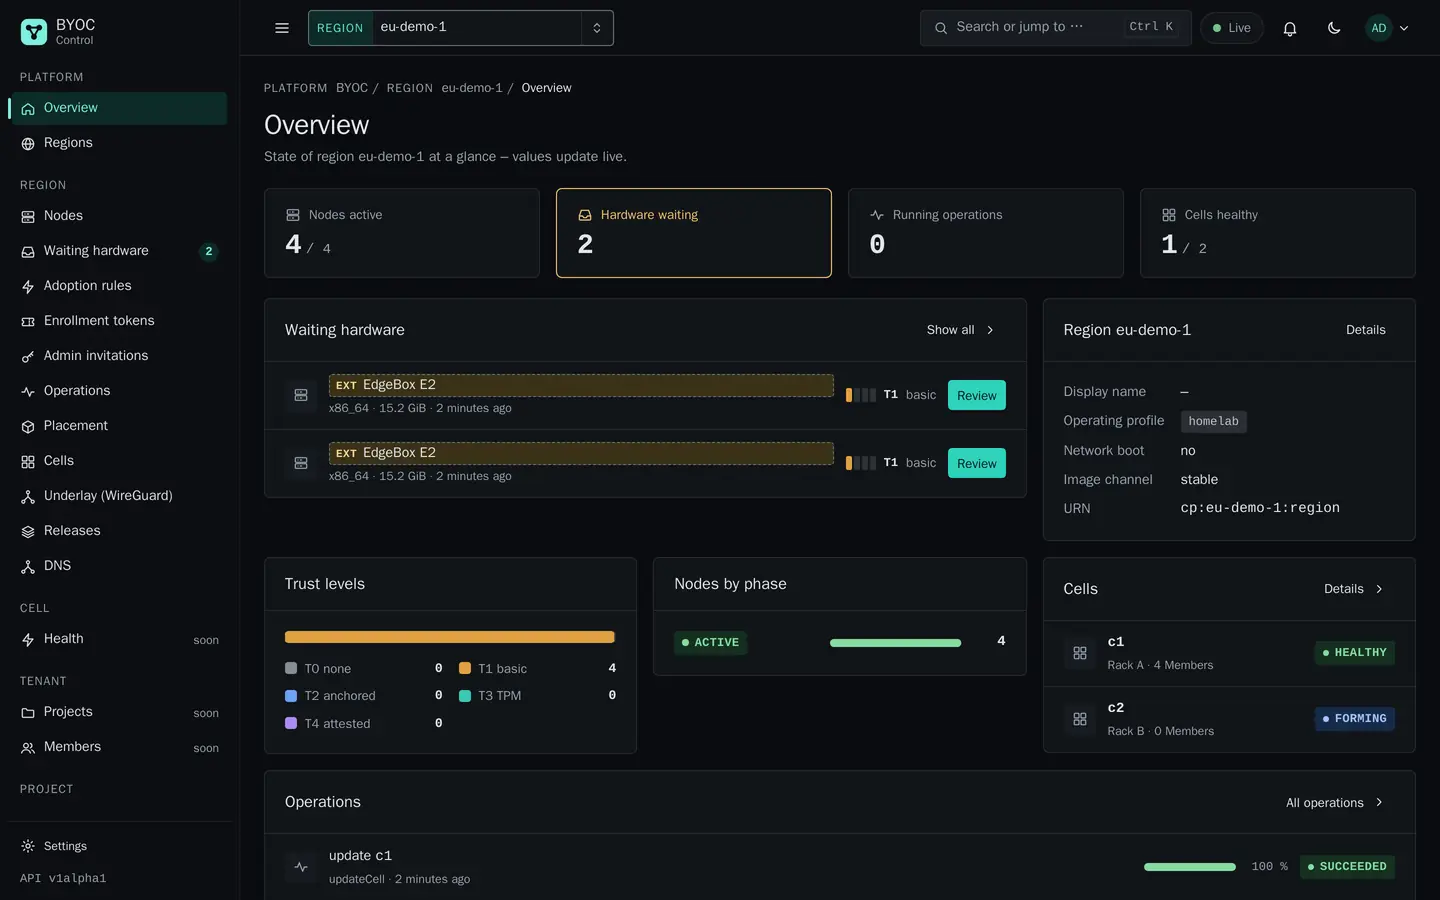 BYOC
Control
PLATFORM
Overview
Regions
REGION
Nodes
Waiting hardware 2
Adoption rules
Enrollment tokens
Admin invitations
Operations
Placement
Cells
Underlay (WireGuard)
Releases
DNS
CELL
Health soon
TENANT
Projects soon
Members soon
PROJECT
Settings
API v1alpha1
REGION eu-demo-1
Search or jump to ··· Ctrl K
Live
AD
PLATFORM BYOC / REGION eu-demo-1 / Overview
Overview
State of region eu-demo-1 at a glance – values update live.
Nodes active
4 / 4
Hardware waiting
2
Running operations
0
Cells healthy
1 / 2
Waiting hardware
Show all
EXT EdgeBox E2
x86_64 · 15.2 GiB · 2 minutes ago
T1 basic
Review
EXT EdgeBox E2
x86_64 · 15.2 GiB · 2 minutes ago
T1 basic
Review
Region eu-demo-1
Details
Display name –
Operating profile homelab
Network boot no
Image channel stable
URN cp:eu-demo-1:region
Trust levels
T0 none 0
T1 basic 4
T2 anchored 0
T3 TPM 0
T4 attested 0
Nodes by phase
ACTIVE 4
Cells
Details
c1
Rack A · 4 Members
HEALTHY
c2
Rack B · 0 Members
FORMING
Operations
All operations
update c1
updateCell · 2 minutes ago
100 %
SUCCEEDED